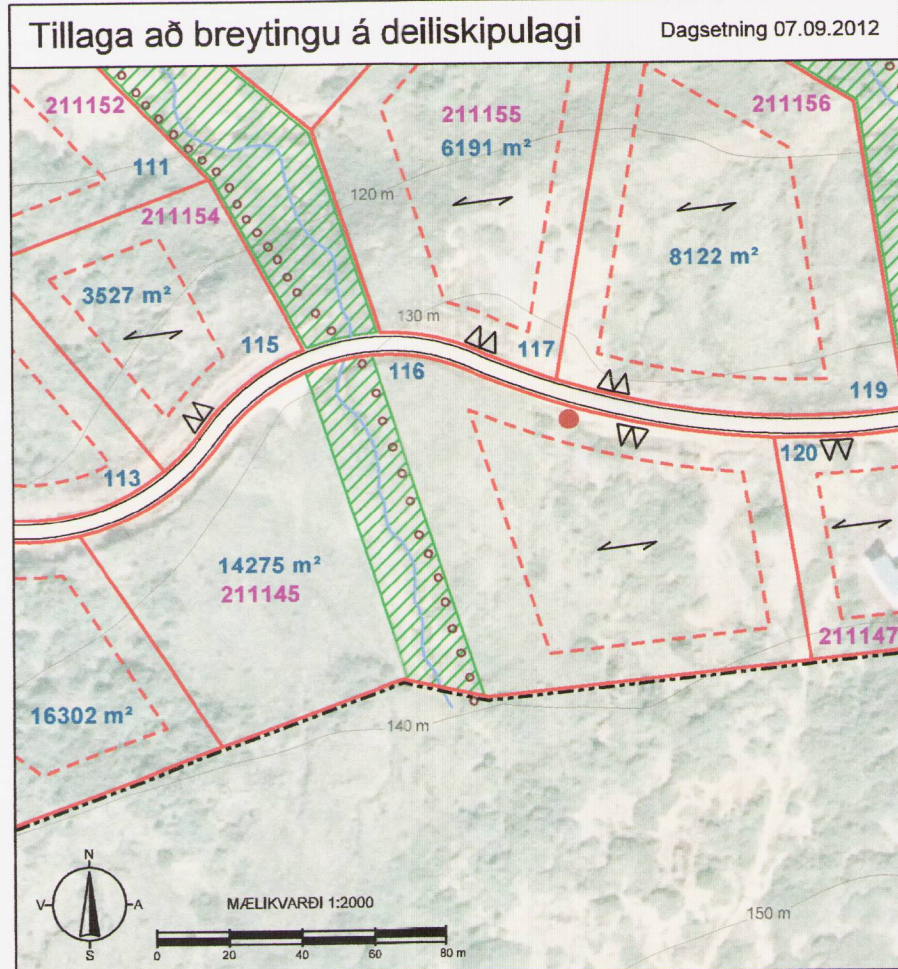 Tillaga að breytingu á deiliskipulagi
Dagsetning 07.09.2012
211152
211155
211156
6191 m²
111
120 m
211154
8122 m²
3527 m²
130 m
115
117
116
119
120
113
14275 m²
211145
211147
16302 m²
140 m
N
V
A
S
MÆLIKVARÐI 1:2000
0
20
40
60
80 m
150 m